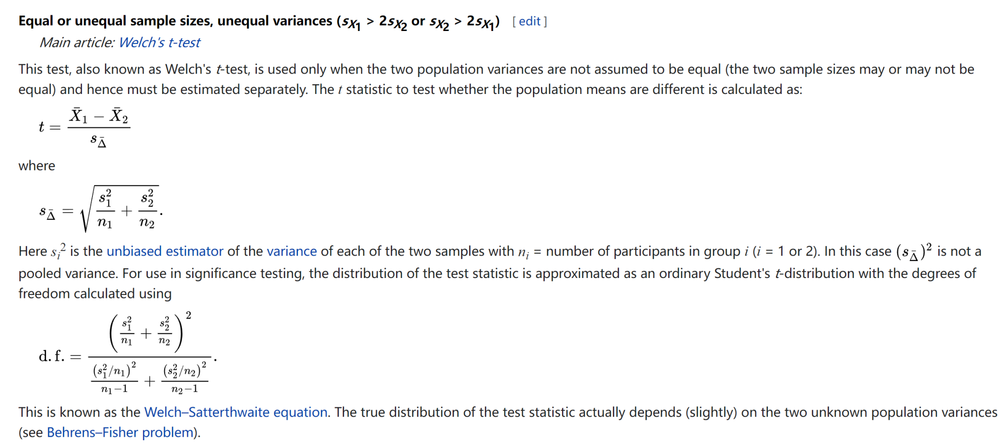 Equal or unequal sample sizes, unequal variances (s_{X_1} > 2s_{X_2} or s_{X_2} > 2s_{X_1}) [ edit ]
Main article: Welch's t-test
This test, also known as Welch's t-test, is used only when the two population variances are not assumed to be equal (the two sample sizes may or may not be
equal) and hence must be estimated separately. The t statistic to test whether the population means are different is calculated as:
t = \frac{\bar{X}_1 - \bar{X}_2}{s_{\bar{\Delta}}}
where
s_{\bar{\Delta}} = \sqrt{\frac{s_1^2}{n_1} + \frac{s_2^2}{n_2}}.
Here s_i^2 is the unbiased estimator of the variance of each of the two samples with n_i = number of participants in group i (i = 1 or 2). In this case (s_{\bar{\Delta}})^2 is not a
pooled variance. For use in significance testing, the distribution of the test statistic is approximated as an ordinary Student's t-distribution with the degrees of
freedom calculated using
d. f. = \frac{\left(\frac{s_1^2}{n_1} + \frac{s_2^2}{n_2}\right)^2}{\frac{(s_1^2/n_1)^2}{n_1-1} + \frac{(s_2^2/n_2)^2}{n_2-1}}.
This is known as the Welch–Satterthwaite equation. The true distribution of the test statistic actually depends (slightly) on the two unknown population variances
(see Behrens–Fisher problem).